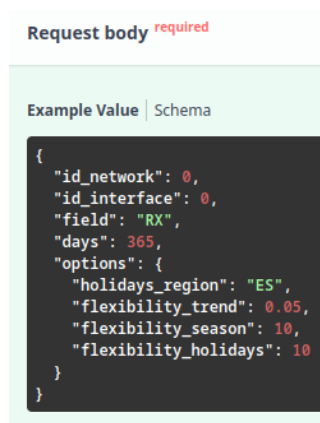 Request body required
Example Value Schema
{
  "id_network": 0,
  "id_interface": 0,
  "field": "RX",
  "days": 365,
  "options": {
    "holidays_region": "ES",
    "flexibility_trend": 0.05,
    "flexibility_season": 10,
    "flexibility_holidays": 10
  }
}